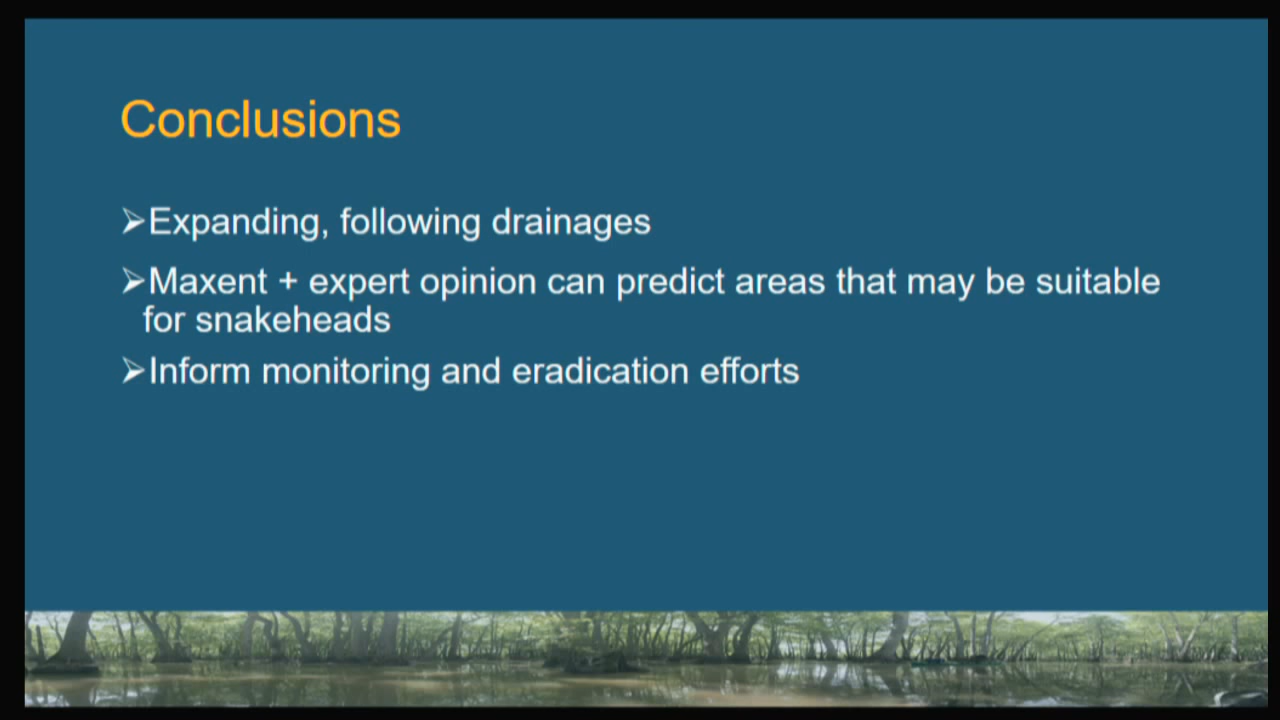 Conclusions
➢Expanding, following drainages
➢Maxent + expert opinion can predict areas that may be suitable
for snakeheads
➢Inform monitoring and eradication efforts